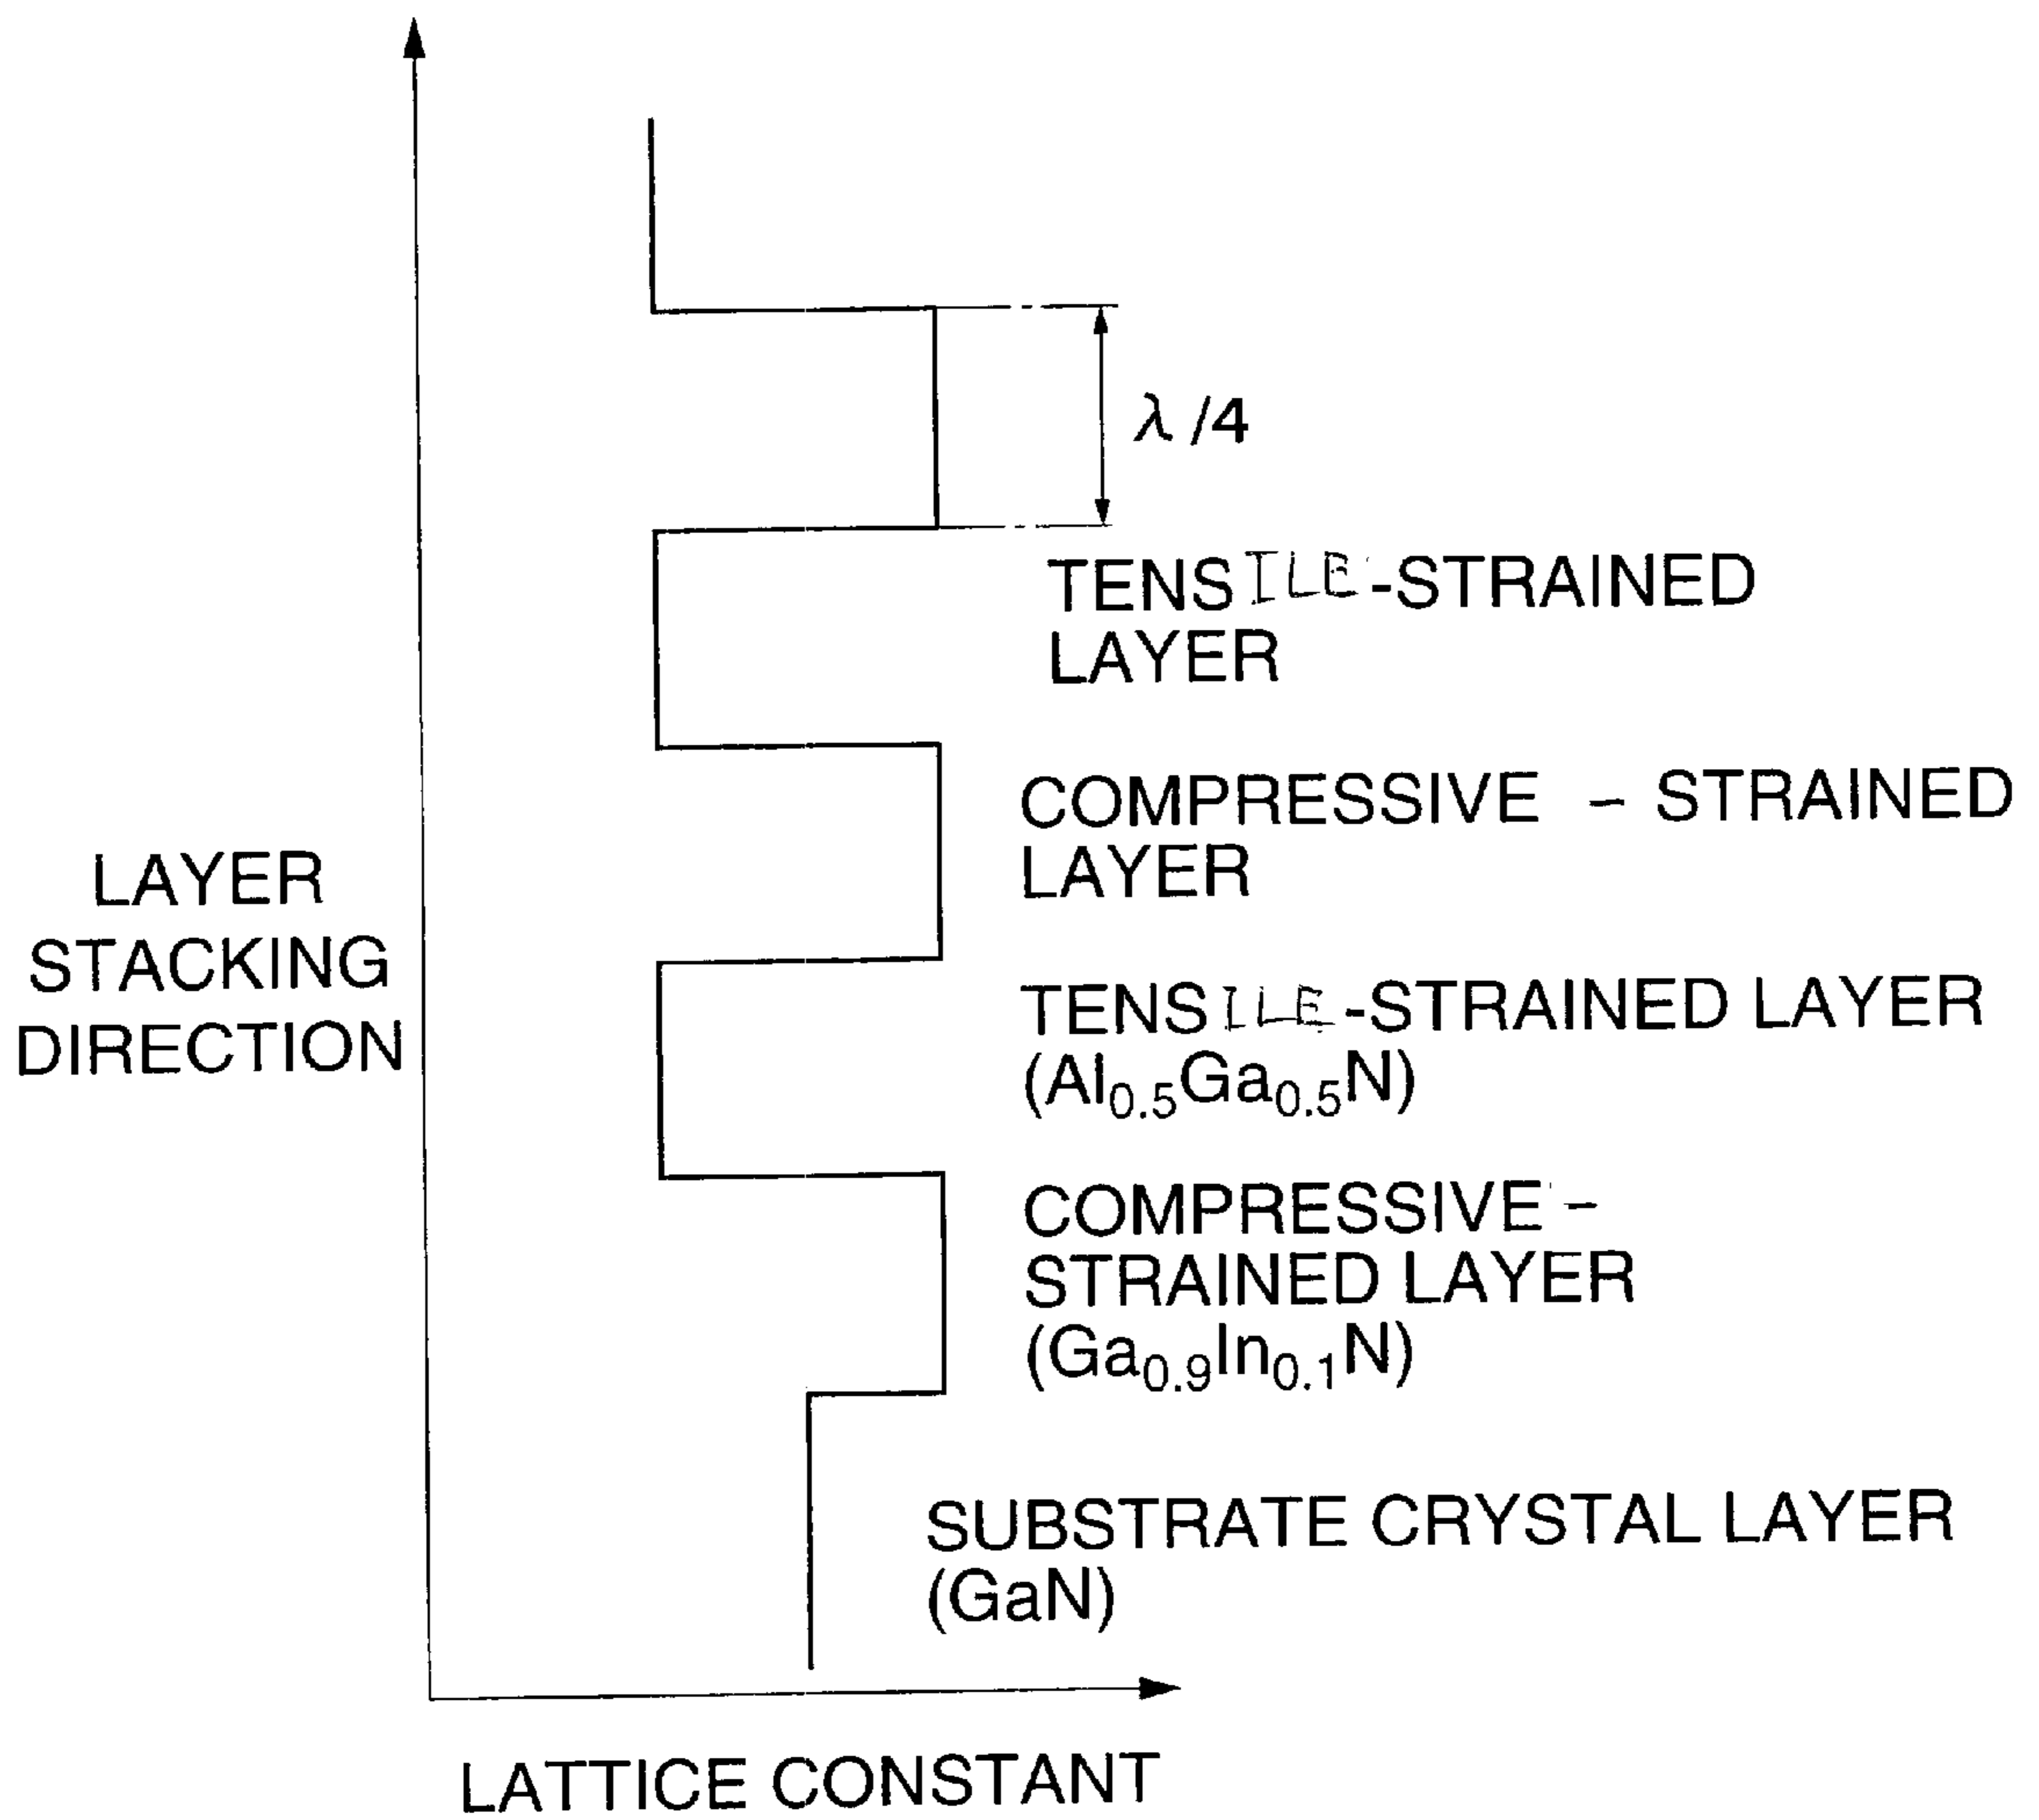 λ/4
TENSILE-STRAINED
LAYER
COMPRESSIVE - STRAINED
LAYER
LAYER
STACKING
DIRECTION
TENSILE-STRAINED LAYER
(Al0.5Ga0.5N)
COMPRESSIVE-
STRAINED LAYER
(Ga0.9In0.1N)
SUBSTRATE CRYSTAL LAYER
(GaN)
LATTICE CONSTANT